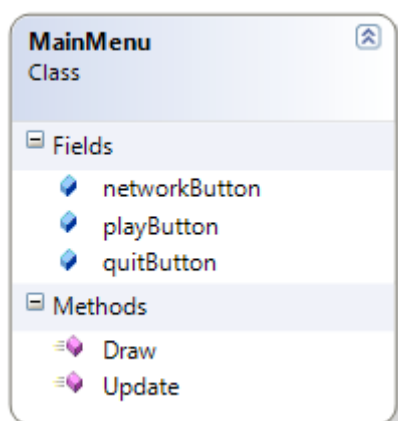 MainMenu
Class
Fields
networkButton
playButton
quitButton
Methods
Draw
Update